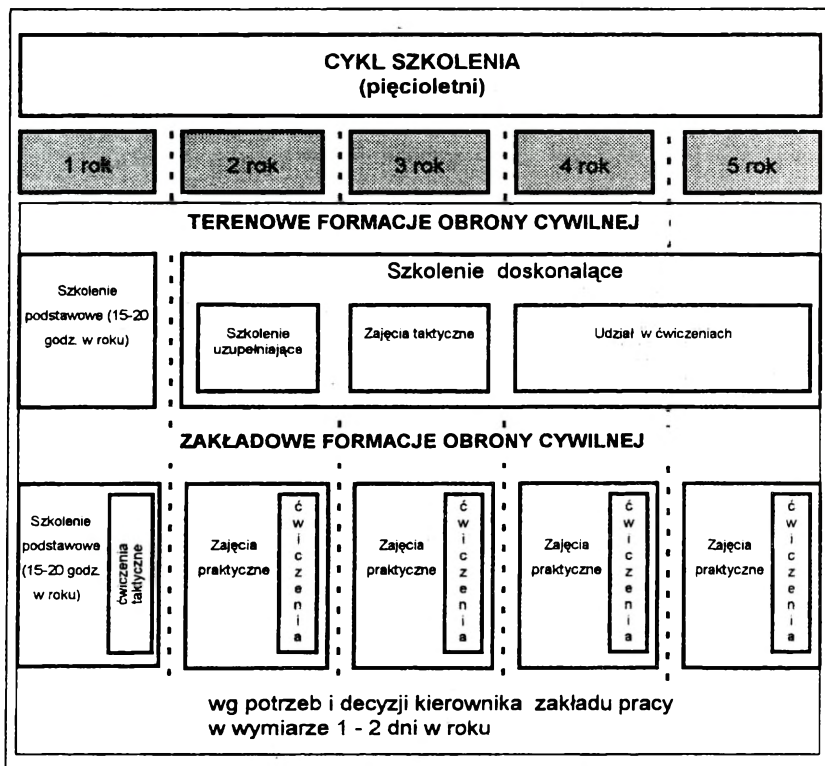 CYKL SZKOLENIA
(pięcioletni)
1 rok
2 rok
3 rok
4 rok
5 rok
TERENOWE FORMACJE OBRONY CYWILNEJ
Szkolenie
podstawowe (15-20
godz. w roku)
Szkolenie doskonalące
Szkolenie
uzupełniające
Zajęcia taktyczne
Udział w ćwiczeniach
ZAKŁADOWE FORMACJE OBRONY CYWILNEJ
Szkolenie
podstawowe
(15-20 godz.
w roku)
ćwiczenia
taktyczne
Zajęcia
praktyczne
ćwiczenia
Zajęcia
praktyczne
ćwiczenia
Zajęcia
praktyczne
ćwiczenia
Zajęcia
praktyczne
ćwiczenia
wg potrzeb i decyzji kierownika zakładu pracy
w wymiarze 1 - 2 dni w roku